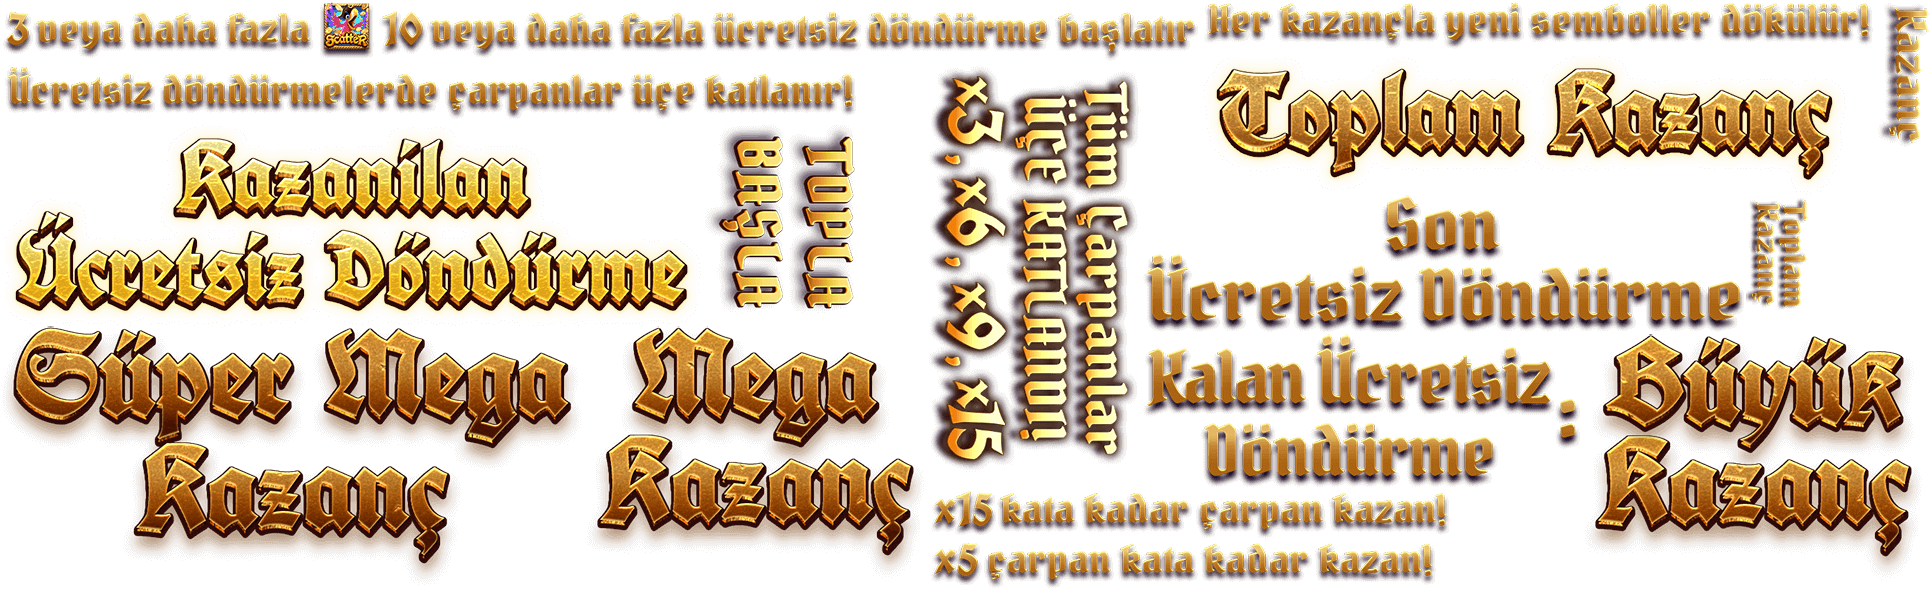 3 veya daha fazla Scatter 10 veya daha fazla ücretsiz döndürme başlatır
Ücretsiz döndürmelerde çarpanlar üçe katlanır!
Kazanilan
Ücretsiz Döndürme
TOPLA
BAŞLA
Süper Mega
Kazanç
Mega
Kazanç
Tüm Çarpanlar
üçe KATLANDI!
x3, x6, x9, x15
Her kazançla yeni semboller dökülür!
Kazanç
Toplam Kazanç
Son
Ücretsiz Döndürme
Toplam
Kazanç
Kalan Ücretsiz
Döndürme
:
Büyük
Kazanç
x15 kata kadar çarpan kazan!
x5 çarpan kata kadar kazan!